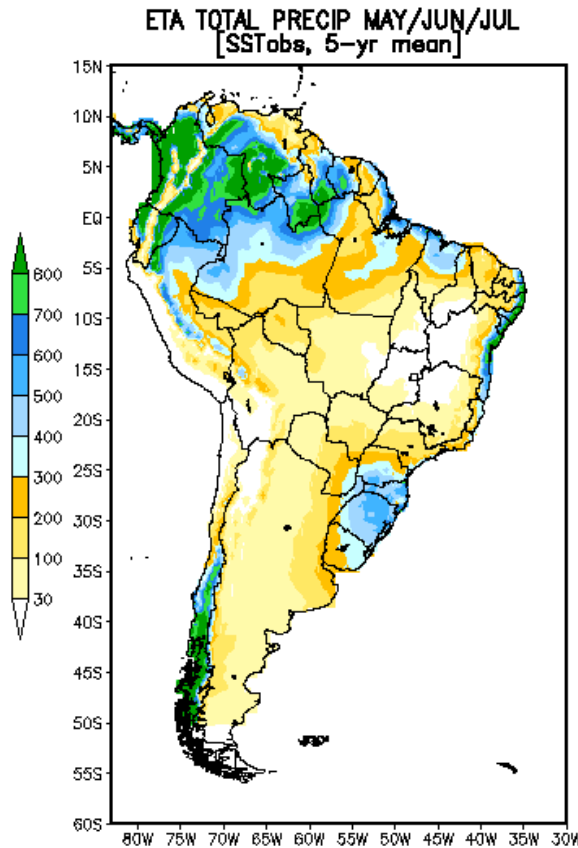 ETA TOTAL PRECIP MAY/JUN/JUL
[SSTobs, 5-yr mean]
15N
10N
5N
EQ
5S
10S
15S
20S
25S
30S
35S
40S
45S
50S
55S
60S
800
700
600
500
400
300
200
100
30
80W 75W 70W 65W 60W 55W 50W 45W 40W 35W 30W